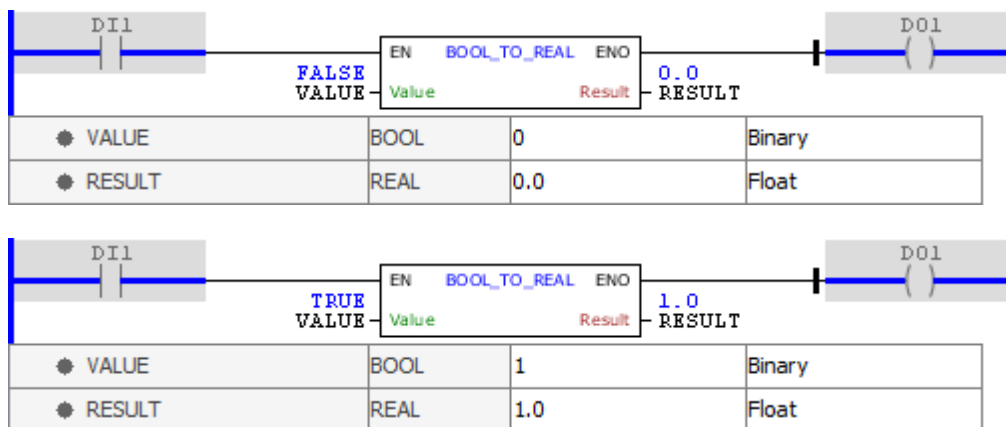 DI1 DO1
EN BOOL_TO_REAL ENO
FALSE 0.0
VALUE Value Result RESULT
VALUE BOOL 0 Binary
RESULT REAL 0.0 Float
DI1 DO1
EN BOOL_TO_REAL ENO
TRUE 1.0
VALUE Value Result RESULT
VALUE BOOL 1 Binary
RESULT REAL 1.0 Float